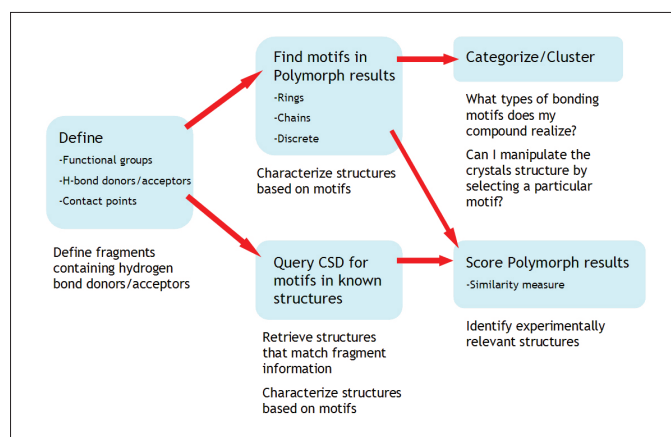 Define
-Functional groups
-H-bond donors/acceptors
-Contact points
Define fragments
containing hydrogen
bond donors/acceptors
Find motifs in
Polymorph results
-Rings
-Chains
-Discrete
Characterize structures
based on motifs
Query CSD for
motifs in known
structures
Retrieve structures
that match fragment
information
Characterize structures
based on motifs
Categorize/Cluster
What types of bonding
motifs does my
compound realize?
Can I manipulate the
crystals structure by
selecting a particular
motif?
Score Polymorph results
-Similarity measure
Identify experimentally
relevant structures